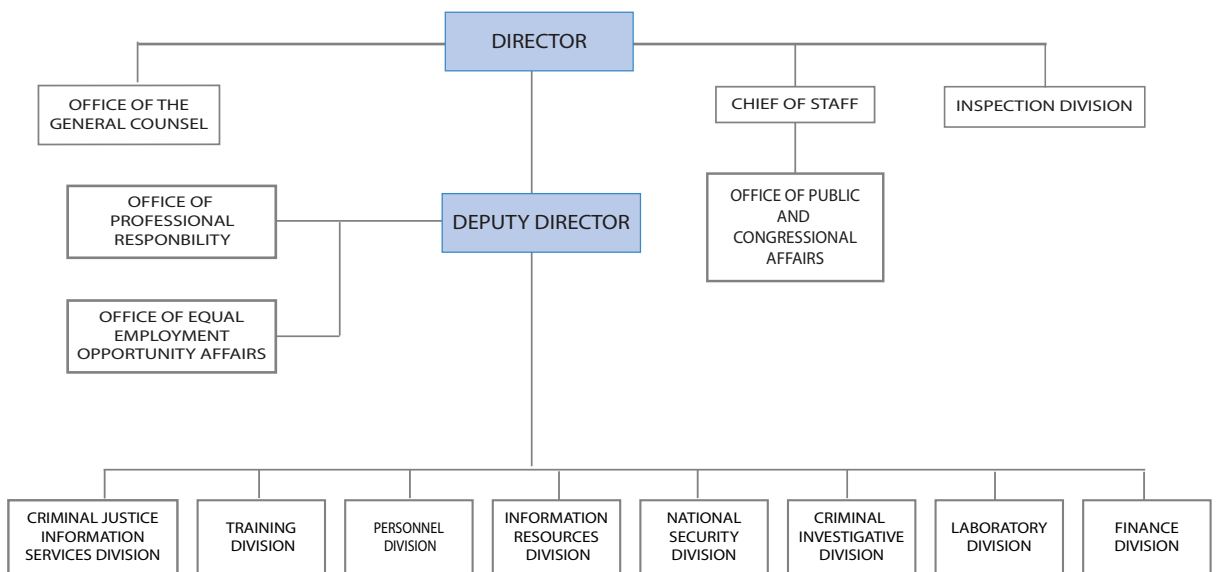 DIRECTOR
OFFICE OF THE
GENERAL COUNSEL
CHIEF OF STAFF
INSPECTION DIVISION
OFFICE OF
PROFESSIONAL
RESPONBILITY
DEPUTY DIRECTOR
OFFICE OF PUBLIC
AND
CONGRESSIONAL
AFFAIRS
OFFICE OF EQUAL
EMPLOYMENT
OPPORTUNITY AFFAIRS
CRIMINAL JUSTICE
INFORMATION
SERVICES DIVISION
TRAINING
DIVISION
PERSONNEL
DIVISION
INFORMATION
RESOURCES
DIVISION
NATIONAL
SECURITY
DIVISION
CRIMINAL
INVESTIGATIVE
DIVISION
LABORATORY
DIVISION
FINANCE
DIVISION